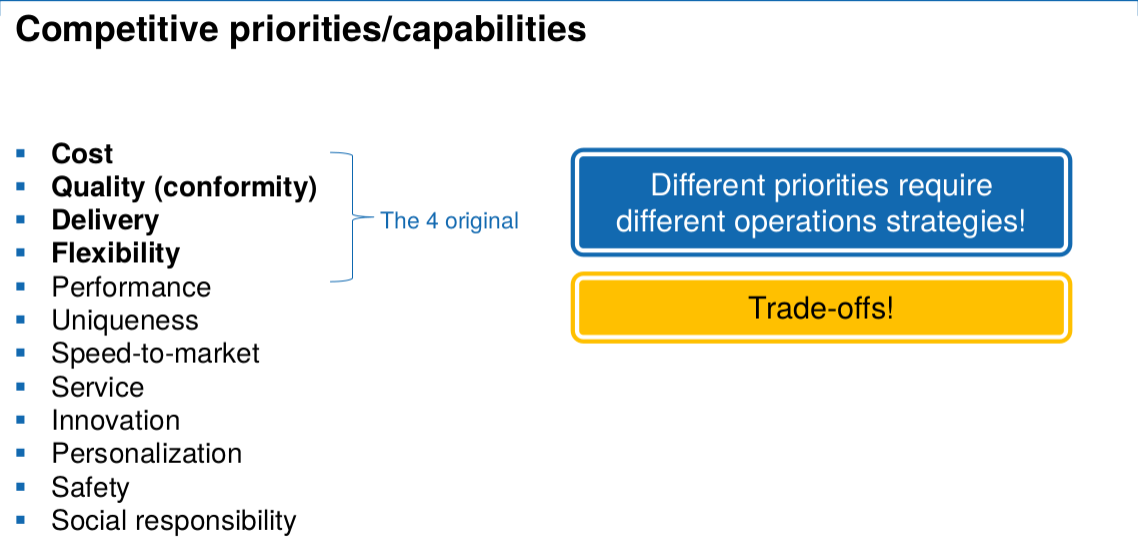 Competitive priorities/capabilities
Cost
Quality (conformity)
Delivery
Flexibility
The 4 original
Performance
Uniqueness
Speed-to-market
Service
Innovation
Personalization
Safety
Social responsibility
Different priorities require
different operations strategies!
Trade-offs!